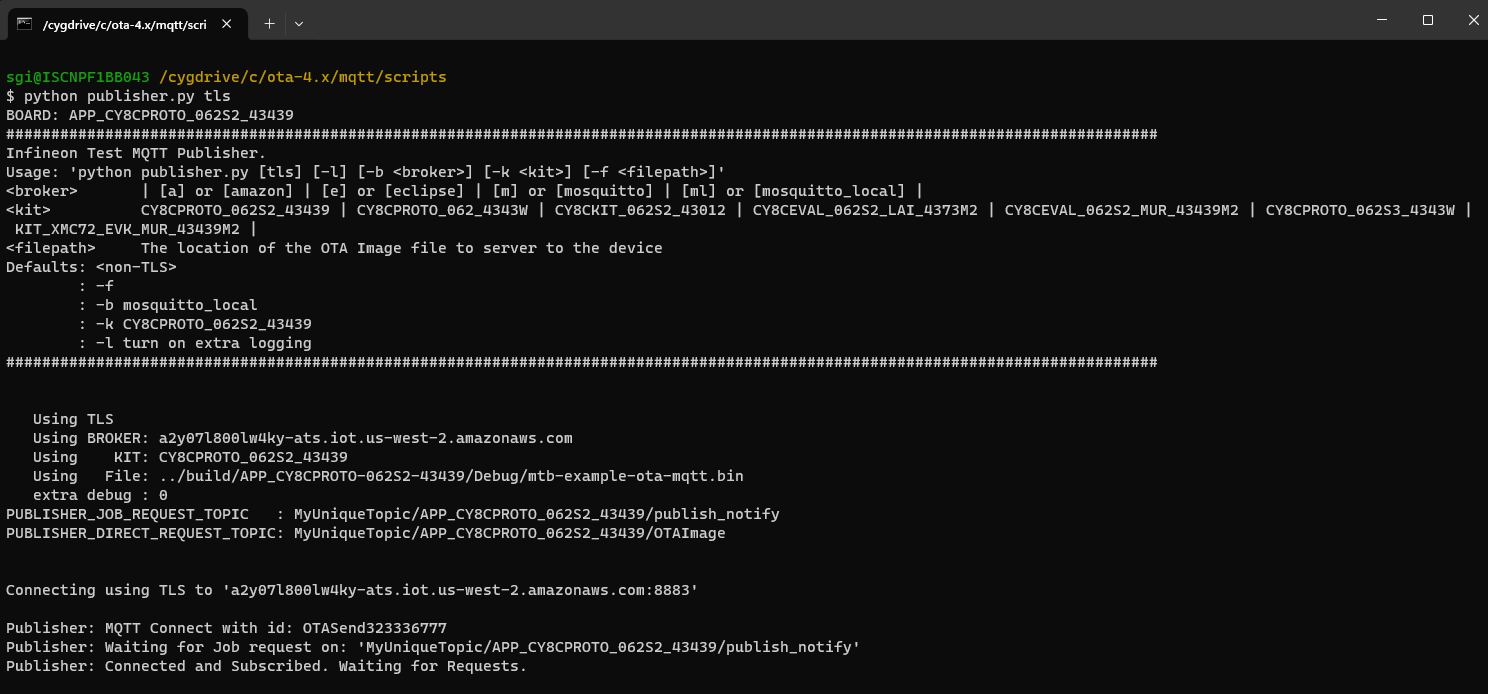 /cygdrive/c/ota-4.x/mqtt/scri
sgi@ISCNPF1BB043 /cygdrive/c/ota-4.x/mqtt/scripts
$ python publisher.py tls
BOARD: APP_CY8CPROTO_062S2_43439
################################################################################################################################
Infineon Test MQTT Publisher.
Usage: 'python publisher.py [tls] [-l] [-b <broker>] [-k <kit>] [-f <filepath>]'
<broker>       | [a] or [amazon] | [e] or [eclipse] | [m] or [mosquitto] | [ml] or [mosquitto_local] |
<kit>          CY8CPROTO_062S2_43439 | CY8CPROTO_062_4343W | CY8CKIT_062S2_43012 | CY8CEVAL_062S2_LAI_4373M2 | CY8CEVAL_062S2_MUR_43439M2 | CY8CPROTO_062S3_4343W |
 KIT_XMC72_EVK_MUR_43439M2 |
<filepath>     The location of the OTA Image file to server to the device
Defaults: <non-TLS>
        : -f
        : -b mosquitto_local
        : -k CY8CPROTO_062S2_43439
        : -l turn on extra logging
################################################################################################################################
   Using TLS
   Using BROKER: a2y07l800lw4ky-ats.iot.us-west-2.amazonaws.com
   Using    KIT: CY8CPROTO_062S2_43439
   Using   File: ../build/APP_CY8CPROTO-062S2-43439/Debug/mtb-example-ota-mqtt.bin
   extra debug : 0
PUBLISHER_JOB_REQUEST_TOPIC   : MyUniqueTopic/APP_CY8CPROTO_062S2_43439/publish_notify
PUBLISHER_DIRECT_REQUEST_TOPIC: MyUniqueTopic/APP_CY8CPROTO_062S2_43439/OTAImage
Connecting using TLS to 'a2y07l800lw4ky-ats.iot.us-west-2.amazonaws.com:8883'
Publisher: MQTT Connect with id: OTASend323336777
Publisher: Waiting for Job request on: 'MyUniqueTopic/APP_CY8CPROTO_062S2_43439/publish_notify'
Publisher: Connected and Subscribed. Waiting for Requests.